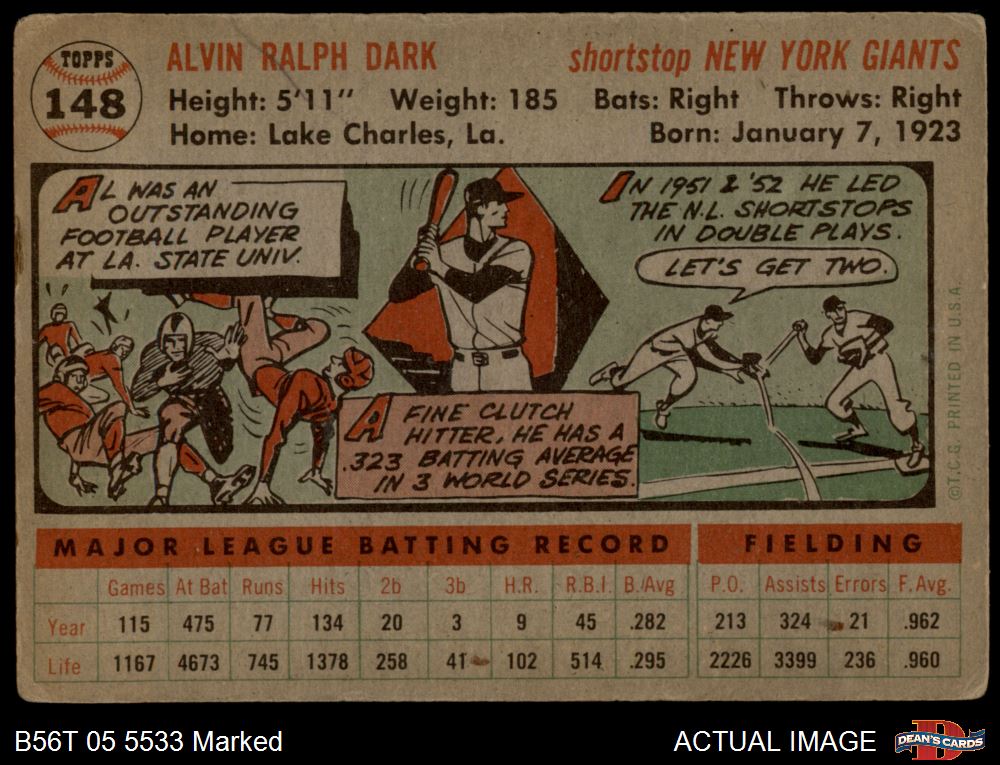 TOPPS
148
ALVIN RALPH DARK
shortstop NEW YORK GIANTS
Height: 5'11" Weight: 185 Bats: Right Throws: Right
Home: Lake Charles, La. Born: January 7, 1923
AL WAS AN
OUTSTANDING
FOOTBALL PLAYER
AT LA. STATE UNIV.
IN 1951 & '52 HE LED
THE N.L. SHORTSTOPS
IN DOUBLE PLAYS.
LET'S GET TWO.
A FINE CLUTCH
HITTER, HE HAS A
.323 BATTING AVERAGE
IN 3 WORLD SERIES.
©T.C.G. PRINTED IN U.S.A.
MAJOR LEAGUE BATTING RECORD FIELDING
Games At Bat Runs Hits 2b 3b H.R. R.B.I. B./Avg P.O. Assists Errors F. Avg.
Year 115 475 77 134 20 3 9 45 .282 213 324 21 .962
Life 1167 4673 745 1378 258 41 102 514 .295 2226 3399 236 .960
B56T 05 5533 Marked
ACTUAL IMAGE
DEAN'S CARDS